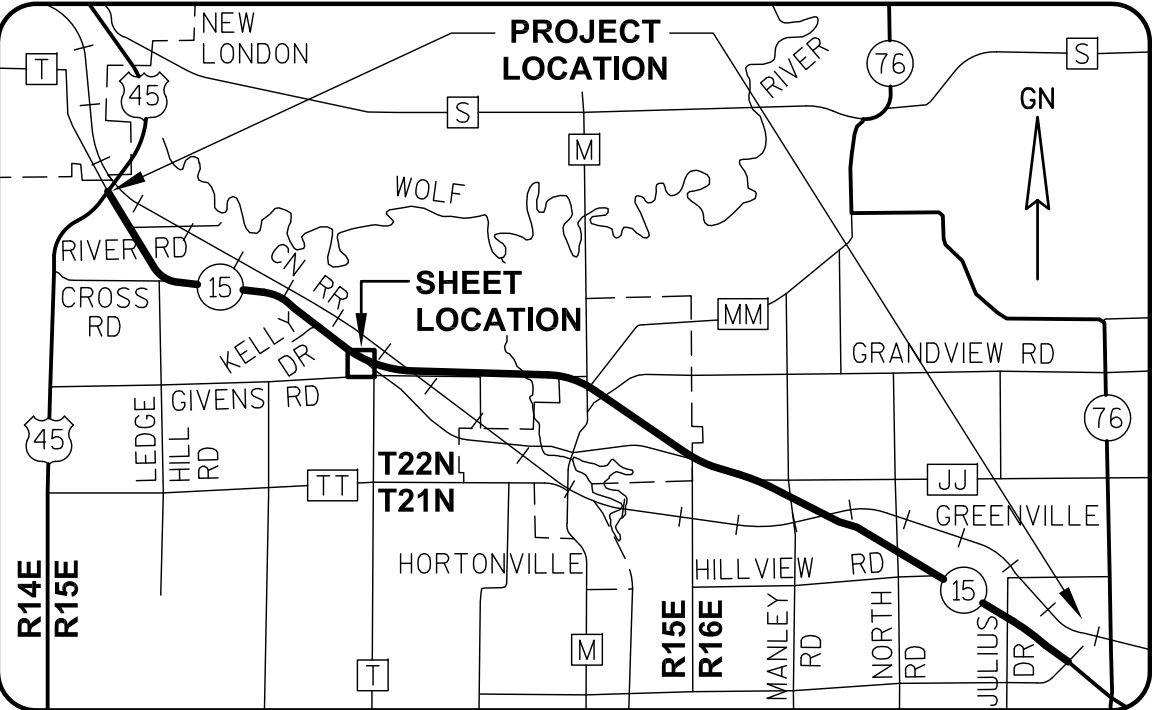 NEW
LONDON
PROJECT
LOCATION
RIVER
T
45
S
76
S
GN
M
WOLF
RIVER RD
CN RR
15
CROSS
RD
SHEET
LOCATION
MM
KELLY
DR
GRANDVIEW RD
GIVENS RD
45
LEDGE
HILL
RD
76
T22N
T21N
TT
JJ
GREENVILLE
HORTONVILLE
HILLVIEW RD
15
R14E
R15E
R15E
R16E
MANLEY
RD
NORTH
RD
JULIUS
DR
M
T